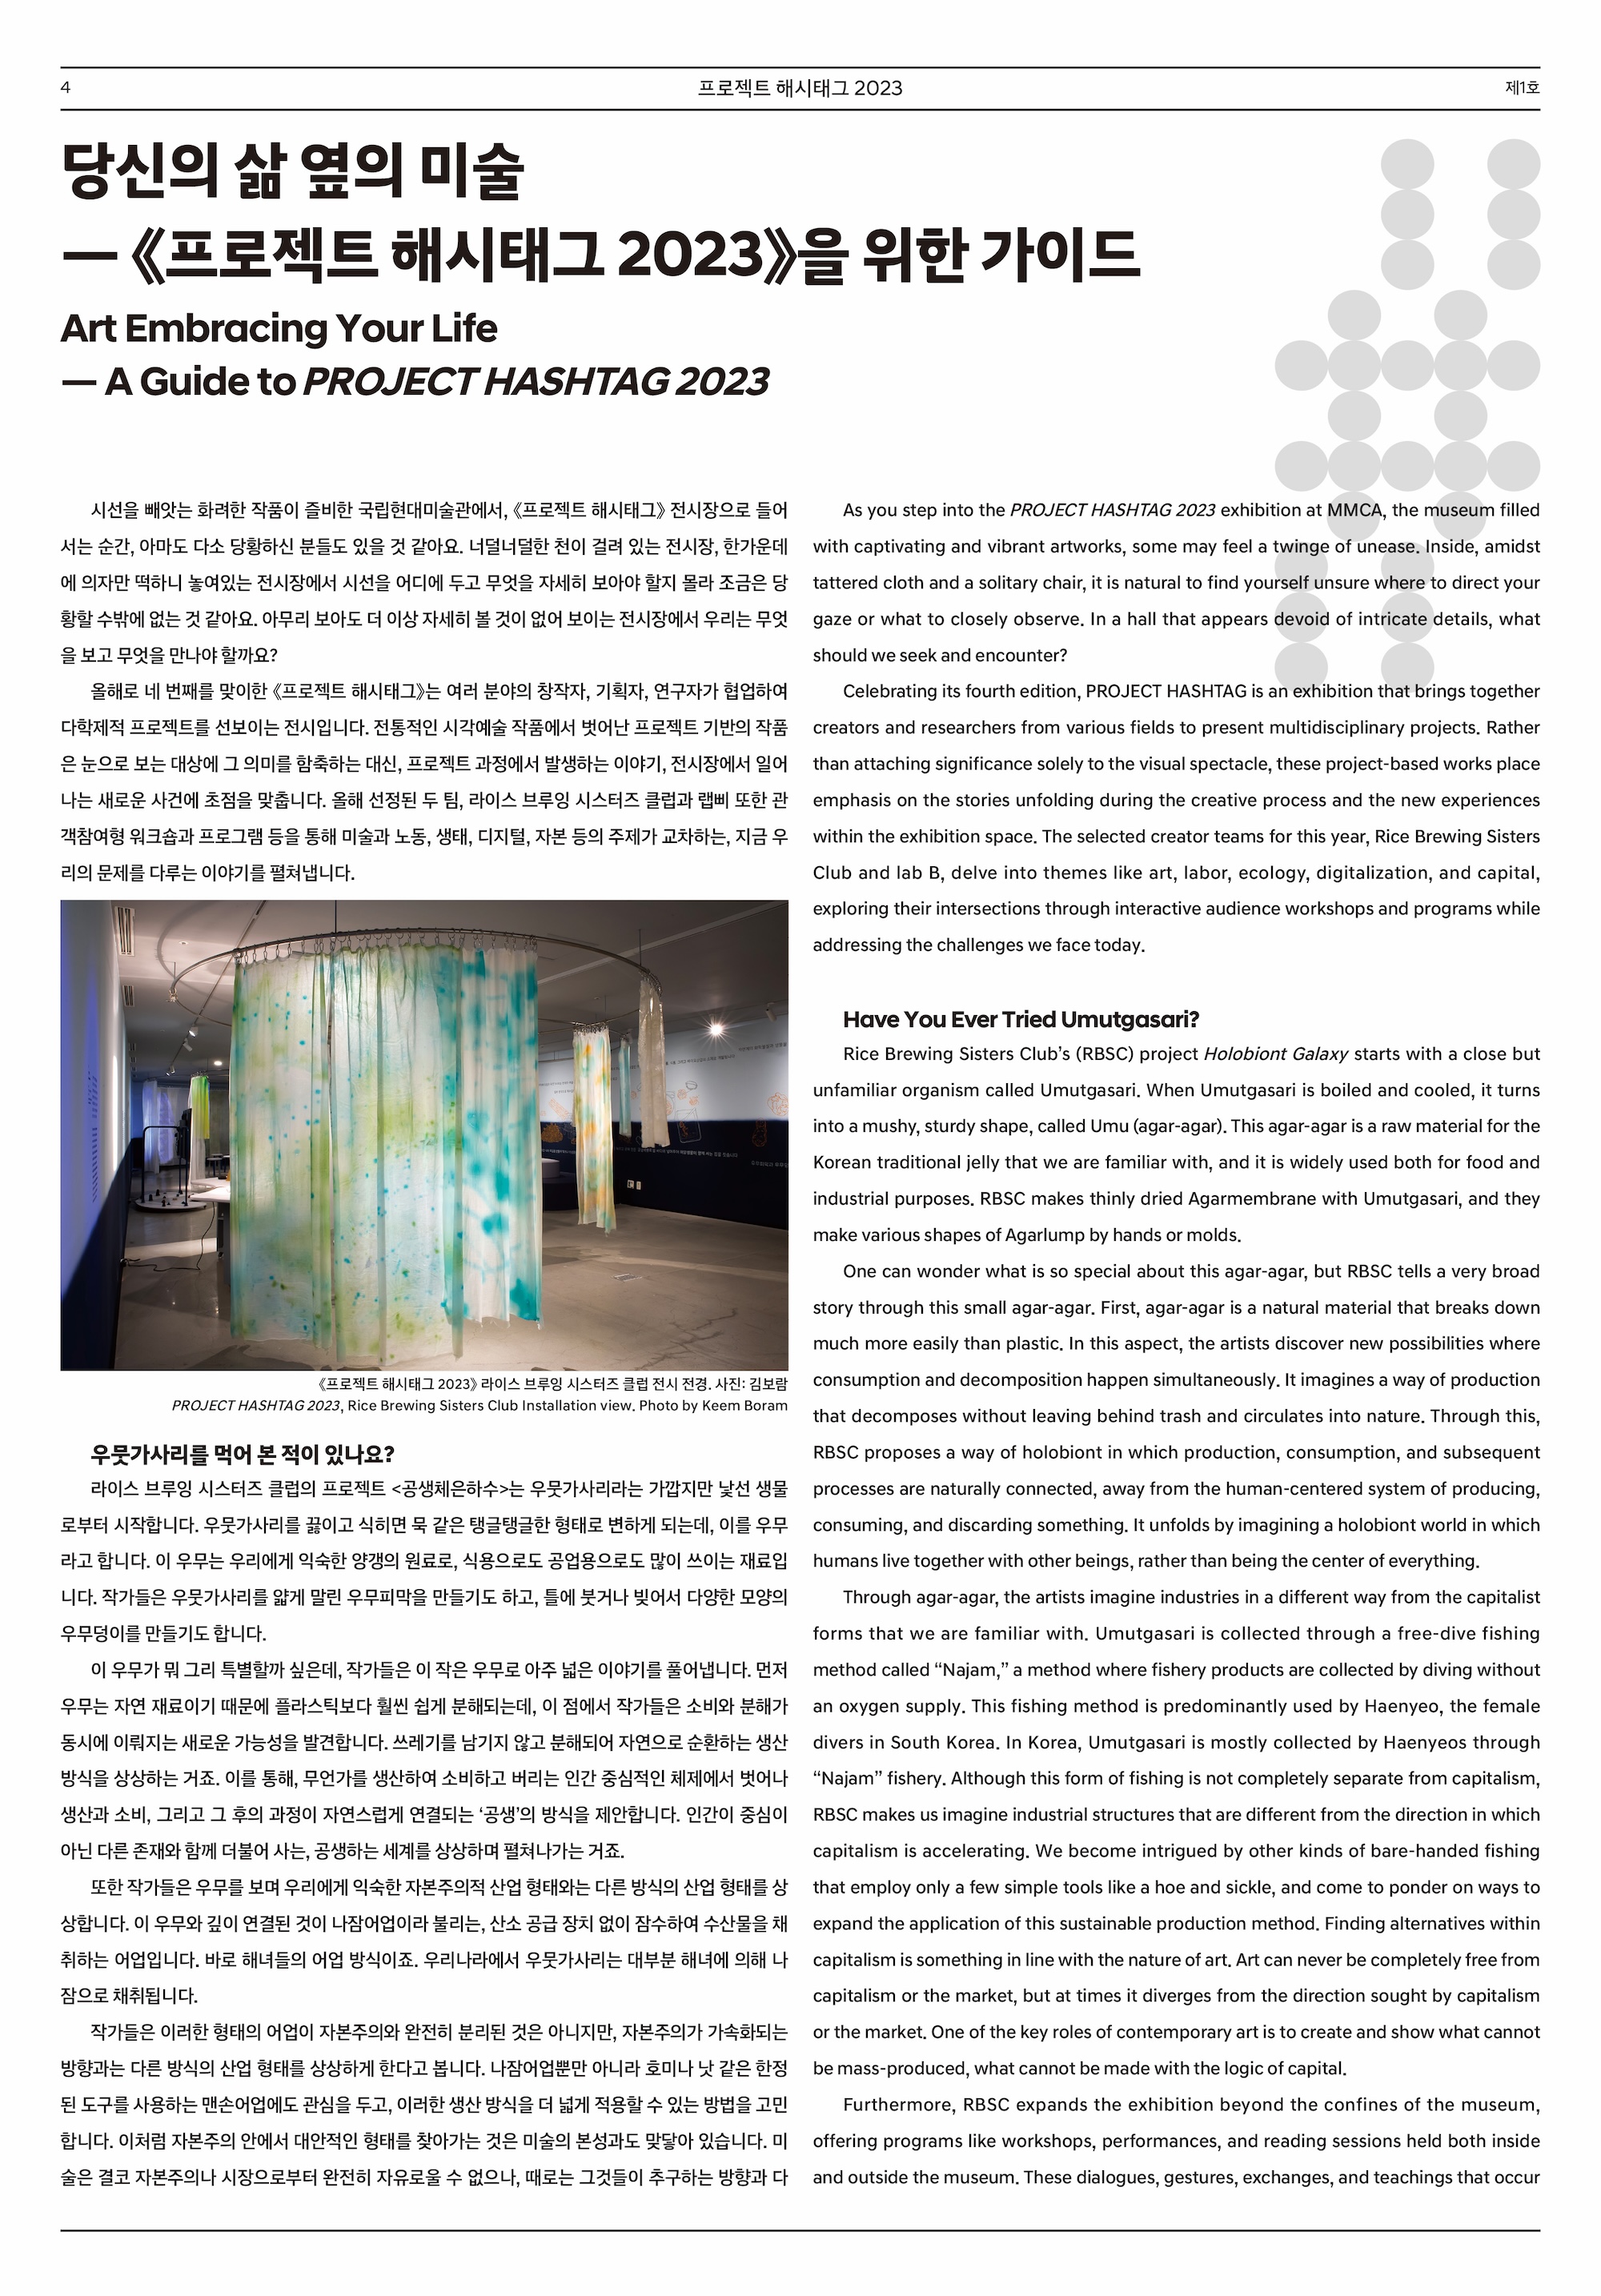 4
프로젝트 해시태그 2023
제1호
당신의 삶 옆의 미술
— 《프로젝트 해시태그 2023》을 위한 가이드
Art Embracing Your Life
— A Guide to PROJECT HASHTAG 2023
시선을 빼앗는 화려한 작품이 즐비한 국립현대미술관에서, 《프로젝트 해시태그》 전시장으로 들어
서는 순간, 아마도 다소 당황하신 분들도 있을 것 같아요. 너덜너덜한 천이 걸려 있는 전시장, 한가운데
에 의자만 떡하니 놓여있는 전시장에서 시선을 어디에 두고 무엇을 자세히 보아야 할지 몰라 조금은 당
황할 수밖에 없는 것 같아요. 아무리 보아도 더 이상 자세히 볼 것이 없어 보이는 전시장에서 우리는 무엇
을 보고 무엇을 만나야 할까요?
올해로 네 번째를 맞이한 《프로젝트 해시태그》는 여러 분야의 창작자, 기획자, 연구자가 협업하여
다학제적 프로젝트를 선보이는 전시입니다. 전통적인 시각예술 작품에서 벗어난 프로젝트 기반의 작품
은 눈으로 보는 대상에 그 의미를 함축하는 대신, 프로젝트 과정에서 발생하는 이야기, 전시장에서 일어
나는 새로운 사건에 초점을 맞춥니다. 올해 선정된 두 팀, 라이스 브루잉 시스터즈 클럽과 랩삐 또한 관
객참여형 워크숍과 프로그램 등을 통해 미술과 노동, 생태, 디지털, 자본 등의 주제가 교차하는, 지금 우
리의 문제를 다루는 이야기를 펼쳐냅니다.
《프로젝트 해시태그 2023》 라이스 브루잉 시스터즈 클럽 전시 전경. 사진: 김보람
PROJECT HASHTAG 2023, Rice Brewing Sisters Club Installation view. Photo by Keem Boram
우뭇가사리를 먹어 본 적이 있나요?
라이스 브루잉 시스터즈 클럽의 프로젝트 <공생체은하수>는 우뭇가사리라는 가깝지만 낯선 생물
로부터 시작합니다. 우뭇가사리를 끓이고 식히면 묵 같은 탱글탱글한 형태로 변하게 되는데, 이를 우무
라고 합니다. 이 우무는 우리에게 익숙한 양갱의 원료로, 식용으로도 공업용으로도 많이 쓰이는 재료입
니다. 작가들은 우뭇가사리를 얇게 말린 우무피막을 만들기도 하고, 틀에 붓거나 빚어서 다양한 모양의
우무덩이를 만들기도 합니다.
이 우무가 뭐 그리 특별할까 싶은데, 작가들은 이 작은 우무로 아주 넓은 이야기를 풀어냅니다. 먼저
우무는 자연 재료이기 때문에 플라스틱보다 훨씬 쉽게 분해되는데, 이 점에서 작가들은 소비와 분해가
동시에 이뤄지는 새로운 가능성을 발견합니다. 쓰레기를 남기지 않고 분해되어 자연으로 순환하는 생산
방식을 상상하는 거죠. 이를 통해, 무언가를 생산하여 소비하고 버리는 인간 중심적인 체제에서 벗어나
생산과 소비, 그리고 그 후의 과정이 자연스럽게 연결되는 ‘공생’의 방식을 제안합니다. 인간이 중심이
아닌 다른 존재와 함께 더불어 사는, 공생하는 세계를 상상하며 펼쳐나가는 거죠.
또한 작가들은 우무를 보며 우리에게 익숙한 자본주의적 산업 형태와는 다른 방식의 산업 형태를 상
상합니다. 이 우무와 깊이 연결된 것이 나잠어업이라 불리는, 산소 공급 장치 없이 잠수하여 수산물을 채
취하는 어업입니다. 바로 해녀들의 어업 방식이죠. 우리나라에서 우뭇가사리는 대부분 해녀에 의해 나
잠으로 채취됩니다.
작가들은 이러한 형태의 어업이 자본주의와 완전히 분리된 것은 아니지만, 자본주의가 가속화되는
방향과는 다른 방식의 산업 형태를 상상하게 한다고 봅니다. 나잠어업뿐만 아니라 호미나 낫 같은 한정
된 도구를 사용하는 맨손어업에도 관심을 두고, 이러한 생산 방식을 더 넓게 적용할 수 있는 방법을 고민
합니다. 이처럼 자본주의 안에서 대안적인 형태를 찾아가는 것은 미술의 본성과도 맞닿아 있습니다. 미
술은 결코 자본주의나 시장으로부터 완전히 자유로울 수 없으나, 때로는 그것들이 추구하는 방향과 다
As you step into the PROJECT HASHTAG 2023 exhibition at MMCA, the museum filled
with captivating and vibrant artworks, some may feel a twinge of unease. Inside, amidst
tattered cloth and a solitary chair, it is natural to find yourself unsure where to direct your
gaze or what to closely observe. In a hall that appears devoid of intricate details, what
should we seek and encounter?
Celebrating its fourth edition, PROJECT HASHTAG is an exhibition that brings together
creators and researchers from various fields to present multidisciplinary projects. Rather
than attaching significance solely to the visual spectacle, these project-based works place
emphasis on the stories unfolding during the creative process and the new experiences
within the exhibition space. The selected creator teams for this year, Rice Brewing Sisters
Club and lab B, delve into themes like art, labor, ecology, digitalization, and capital,
exploring their intersections through interactive audience workshops and programs while
addressing the challenges we face today.
Have You Ever Tried Umutgasari?
Rice Brewing Sisters Club’s (RBSC) project Holobiont Galaxy starts with a close but
unfamiliar organism called Umutgasari. When Umutgasari is boiled and cooled, it turns
into a mushy, sturdy shape, called Umu (agar-agar). This agar-agar is a raw material for the
Korean traditional jelly that we are familiar with, and it is widely used both for food and
industrial purposes. RBSC makes thinly dried Agarmembrane with Umutgasari, and they
make various shapes of Agarlump by hands or molds.
One can wonder what is so special about this agar-agar, but RBSC tells a very broad
story through this small agar-agar. First, agar-agar is a natural material that breaks down
much more easily than plastic. In this aspect, the artists discover new possibilities where
consumption and decomposition happen simultaneously. It imagines a way of production
that decomposes without leaving behind trash and circulates into nature. Through this,
RBSC proposes a way of holobiont in which production, consumption, and subsequent
processes are naturally connected, away from the human-centered system of producing,
consuming, and discarding something. It unfolds by imagining a holobiont world in which
humans live together with other beings, rather than being the center of everything.
Through agar-agar, the artists imagine industries in a different way from the capitalist
forms that we are familiar with. Umutgasari is collected through a free-dive fishing
method called “Najam,” a method where fishery products are collected by diving without
an oxygen supply. This fishing method is predominantly used by Haenyeo, the female
divers in South Korea. In Korea, Umutgasari is mostly collected by Haenyeos through
“Najam” fishery. Although this form of fishing is not completely separate from capitalism,
RBSC makes us imagine industrial structures that are different from the direction in which
capitalism is accelerating. We become intrigued by other kinds of bare-handed fishing
that employ only a few simple tools like a hoe and sickle, and come to ponder on ways to
expand the application of this sustainable production method. Finding alternatives within
capitalism is something in line with the nature of art. Art can never be completely free from
capitalism or the market, but at times it diverges from the direction sought by capitalism
or the market. One of the key roles of contemporary art is to create and show what cannot
be mass-produced, what cannot be made with the logic of capital.
Furthermore, RBSC expands the exhibition beyond the confines of the museum,
offering programs like workshops, performances, and reading sessions held both inside
and outside the museum. These dialogues, gestures, exchanges, and teachings that occur